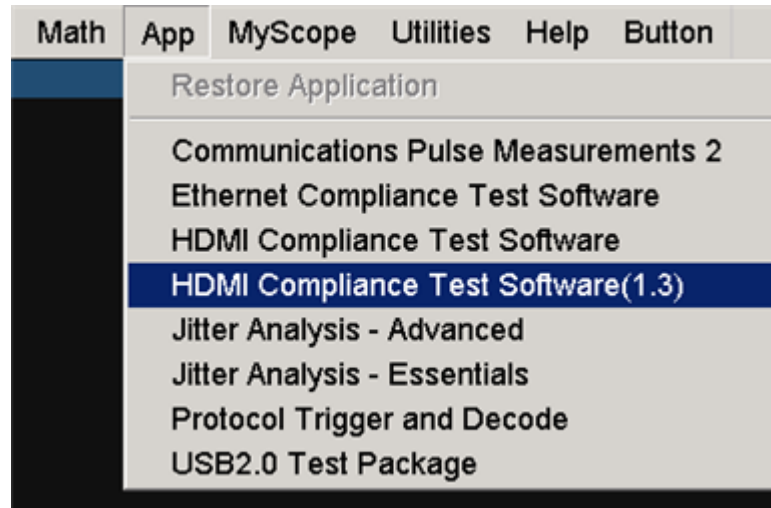 Math App MyScope Utilities Help Button
Restore Application
Communications Pulse Measurements 2
Ethernet Compliance Test Software
HDMI Compliance Test Software
HDMI Compliance Test Software(1.3)
Jitter Analysis - Advanced
Jitter Analysis - Essentials
Protocol Trigger and Decode
USB2.0 Test Package